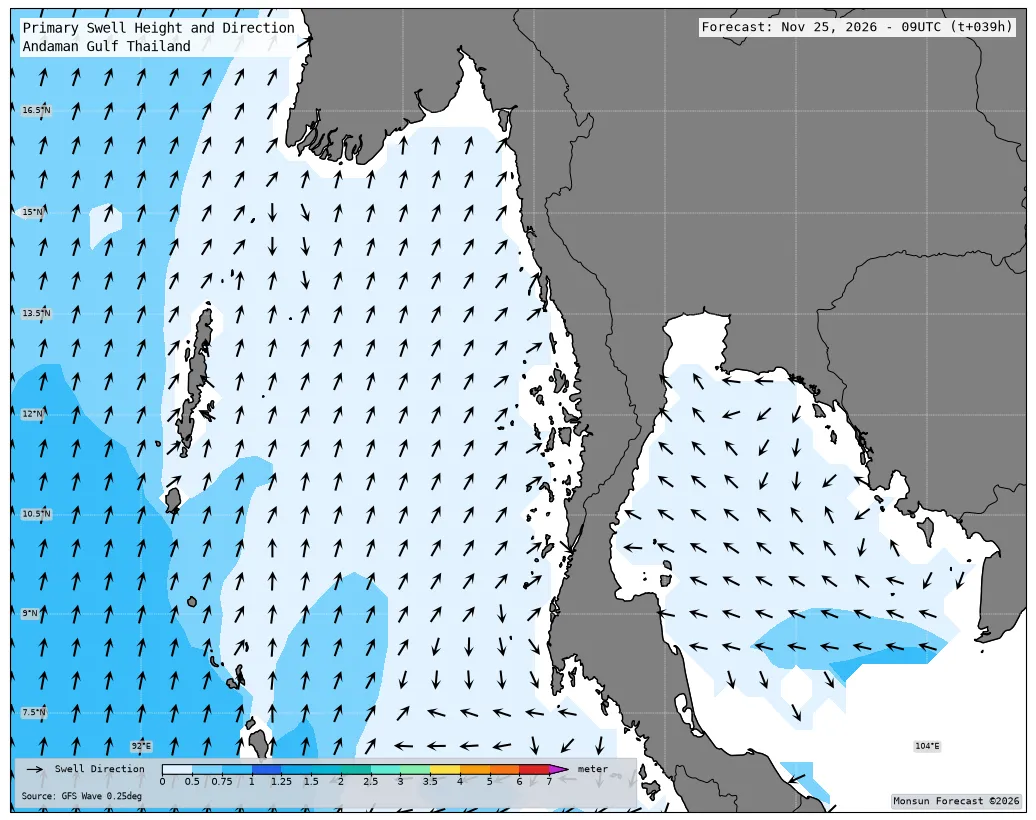 Primary Swell Height and Direction
Andaman Gulf Thailand
Forecast: Nov 25, 2026 - 09UTC (t+039h)
16.5°N
15°N
13.5°N
12°N
10.5°N
9°N
7.5°N
92°E
104°E
Swell Direction
0 0.5 0.75 1 1.25 1.5 2 2.5 3 3.5 4 5 6 7
meter
Source: GFS Wave 0.25deg
Monsun Forecast ©2026